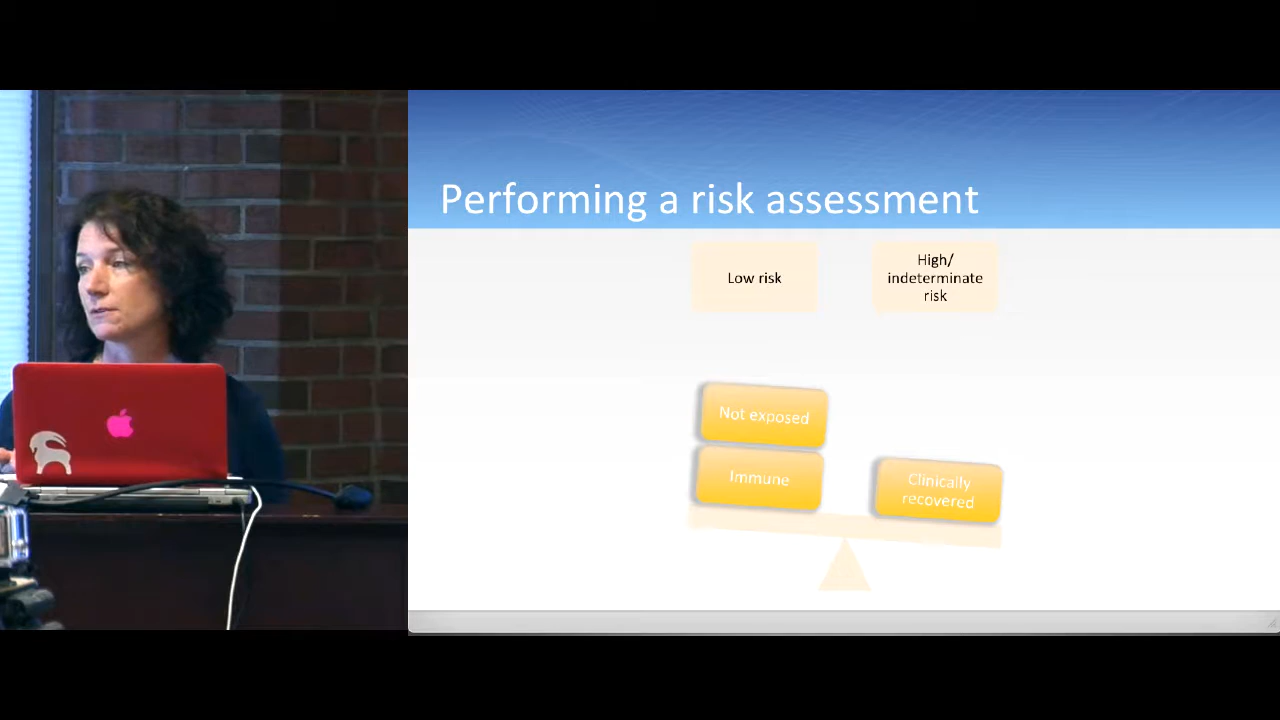 Performing a risk assessment
Low risk
High/
indeterminate
risk
Not exposed
Immune
Clinically
recovered